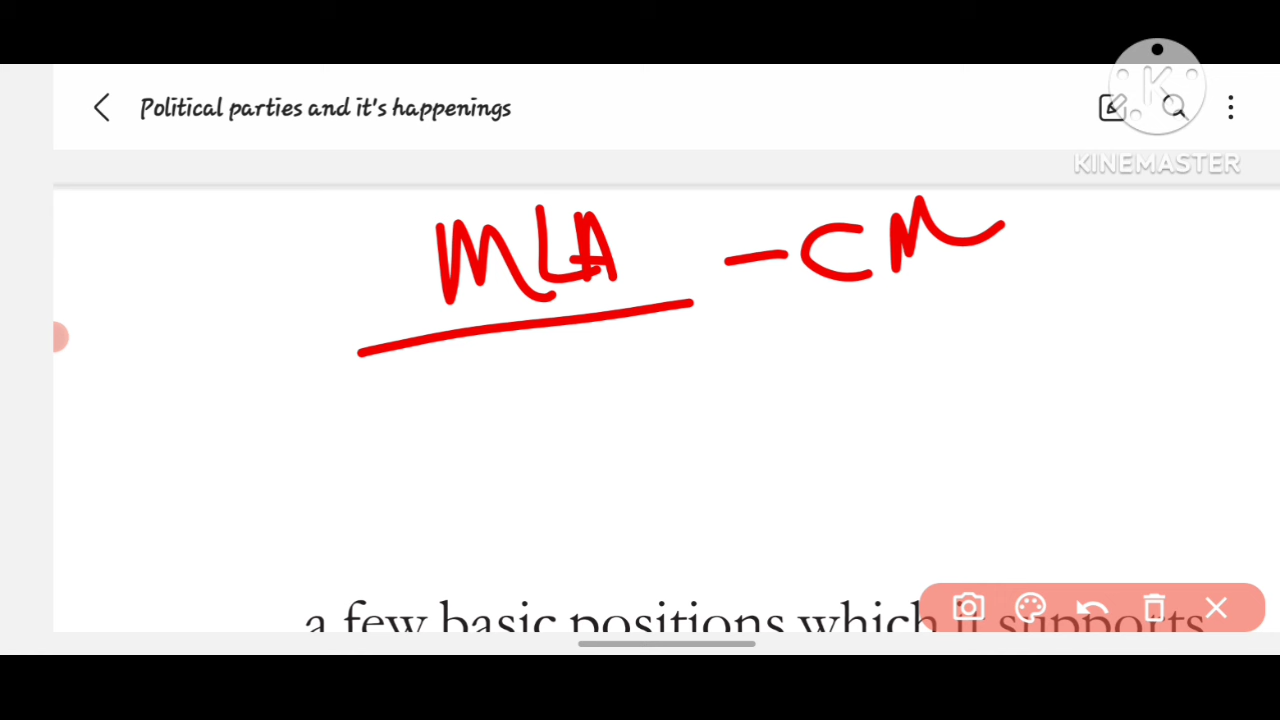 Political parties and it's happenings
KINEMASTER
MLA - CM
a few basic positions which it supports